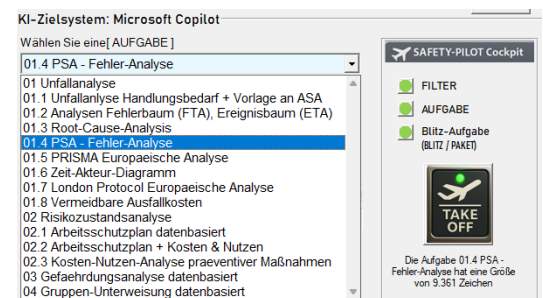 KI-Zielsystem: Microsoft Copilot
Wählen Sie eine[ AUFGABE ]
01.4 PSA - Fehler-Analyse
01 Unfallanalyse
01.1 Unfallanlyse Handlungsbedarf + Vorlage an ASA
01.2 Analysen Fehlerbaum (FTA), Ereignisbaum (ETA)
01.3 Root-Cause-Analysis
01.4 PSA - Fehler-Analyse
01.5 PRISMA Europaeische Analyse
01.6 Zeit-Akteur-Diagramm
01.7 London Protocol Europaeische Analyse
01.8 Vermeidbare Ausfallkosten
02 Risikozustandsanalyse
02.1 Arbeitsschutzplan datenbasiert
02.2 Arbeitsschutzplan + Kosten & Nutzen
02.3 Kosten-Nutzen-Analyse praeventiver Maßnahmen
03 Gefaehrdungsanalyse datenbasiert
04 Gruppen-Unterweisung datenbasiert
SAFETY-PILOT Cockpit
FILTER
AUFGABE
Blitz-Aufgabe
(BLITZ / PAKET)
TAKE
OFF
Die Aufgabe 01.4 PSA -
Fehler-Analyse hat eine Größe
von 9.361 Zeichen